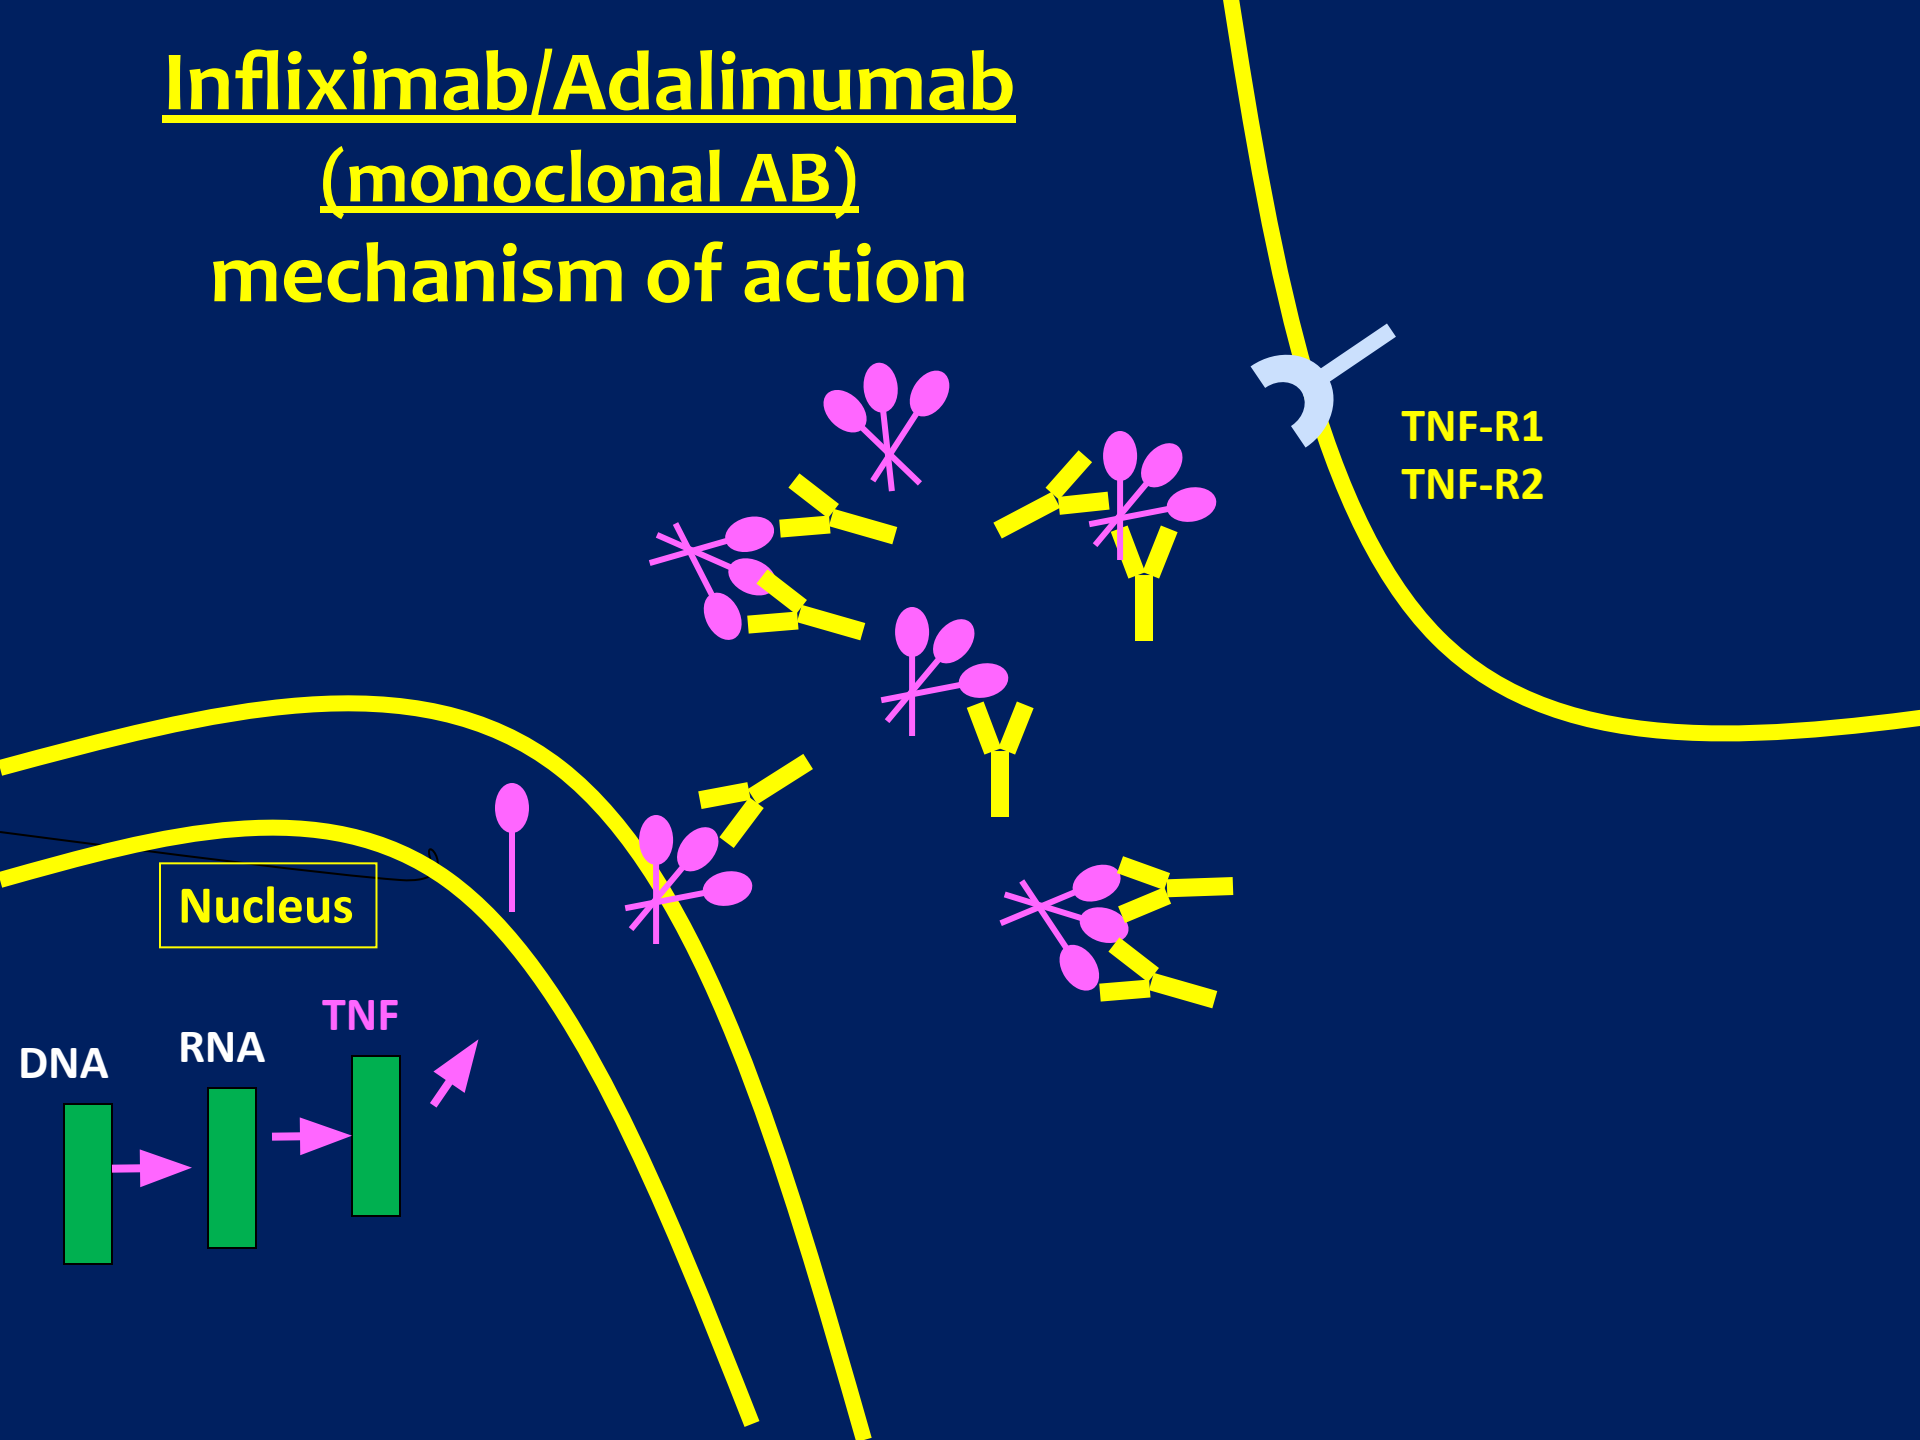 Infliximab/Adalimumab
(monoclonal AB)
mechanism of action
TNF-R1
TNF-R2
Nucleus
TNF
RNA
DNA